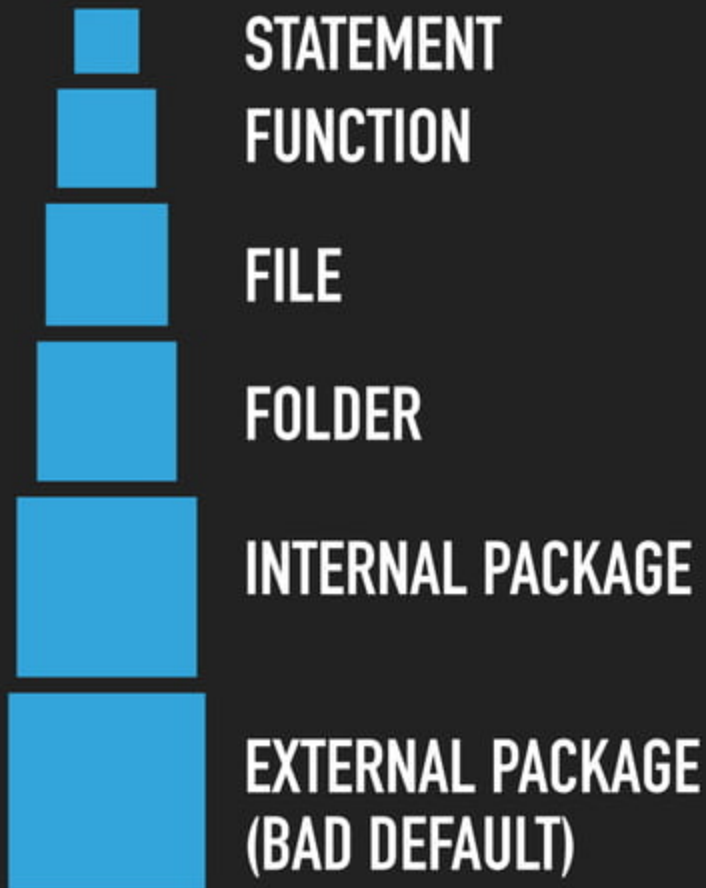 STATEMENT
FUNCTION
FILE
FOLDER
INTERNAL PACKAGE
EXTERNAL PACKAGE
(BAD DEFAULT)